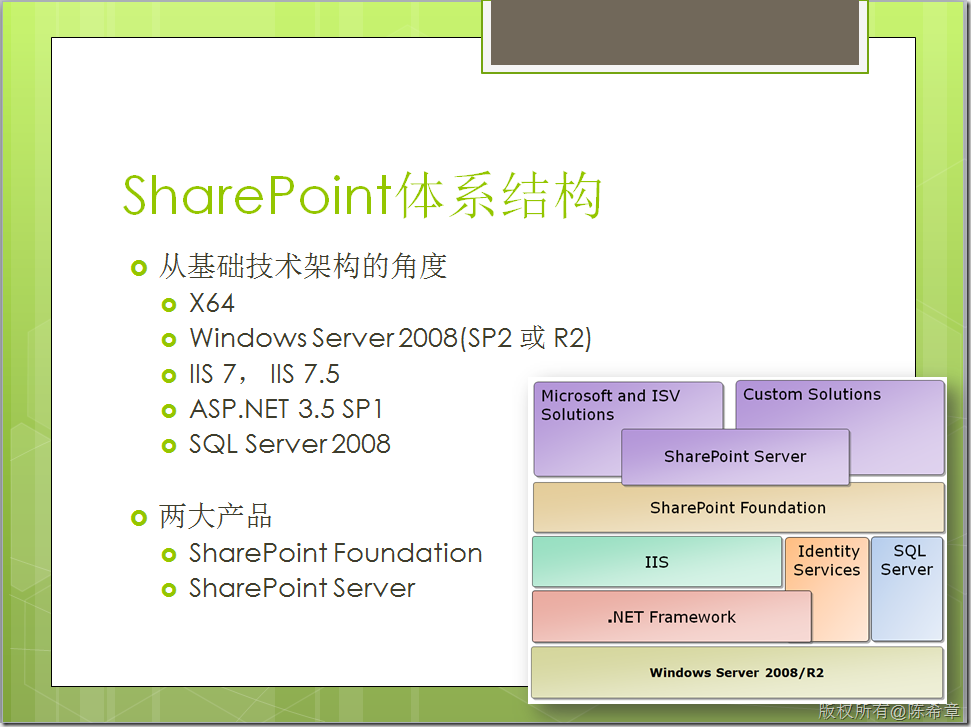 SharePoint体系结构
从基础技术架构的角度
X64
Windows Server 2008(SP2 或 R2)
IIS 7， IIS 7.5
ASP.NET 3.5 SP1
SQL Server 2008
两大产品
SharePoint Foundation
SharePoint Server
Microsoft and ISV
Solutions
Custom Solutions
SharePoint Server
SharePoint Foundation
IIS
Identity
Services
SQL
Server
.NET Framework
Windows Server 2008/R2
版权所有@陈希章